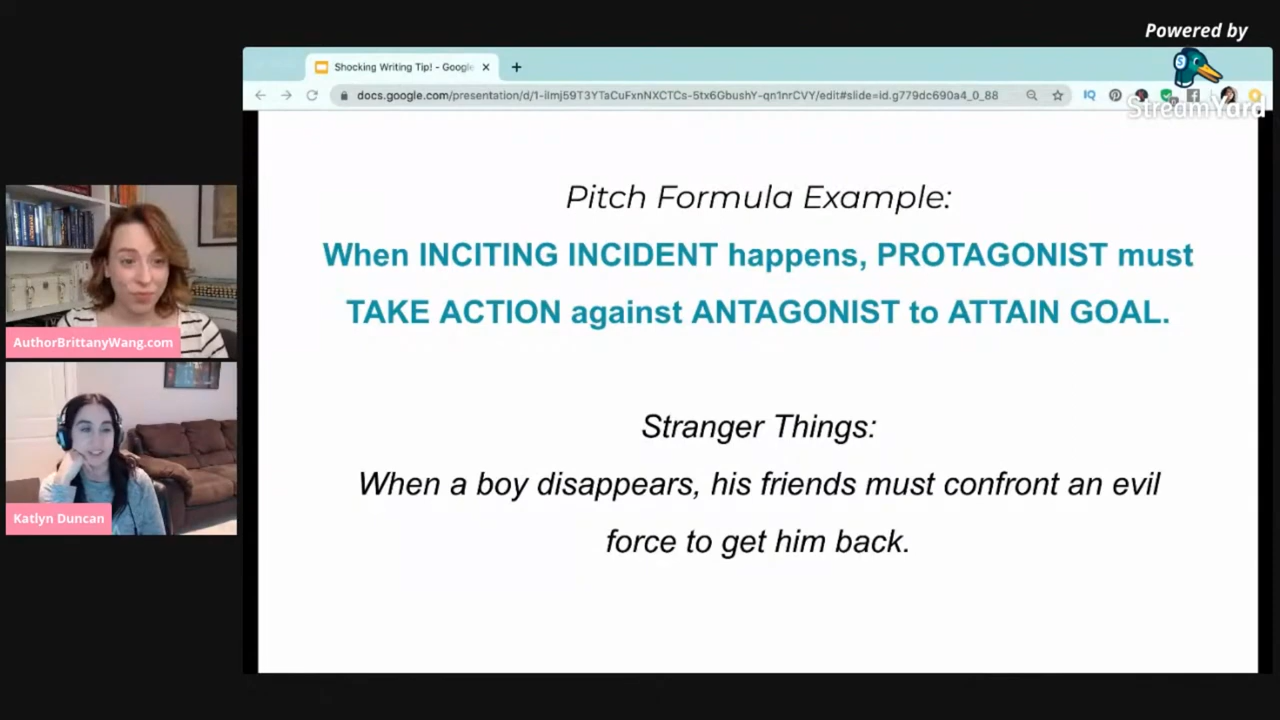 Powered by
StreamYard
Shocking Writing Tip! - Google
docs.google.com/presentation/d/1-iImj59T3YTaCuFxnNXCTCs-5tx6GbushY-qn1nrCVY/edit#slide=id.g779dc690a4_0_88
IQ
Pitch Formula Example:
When INCITING INCIDENT happens, PROTAGONIST must
TAKE ACTION against ANTAGONIST to ATTAIN GOAL.
Stranger Things:
When a boy disappears, his friends must confront an evil
force to get him back.
AuthorBrittanyWang.com
Katlyn Duncan